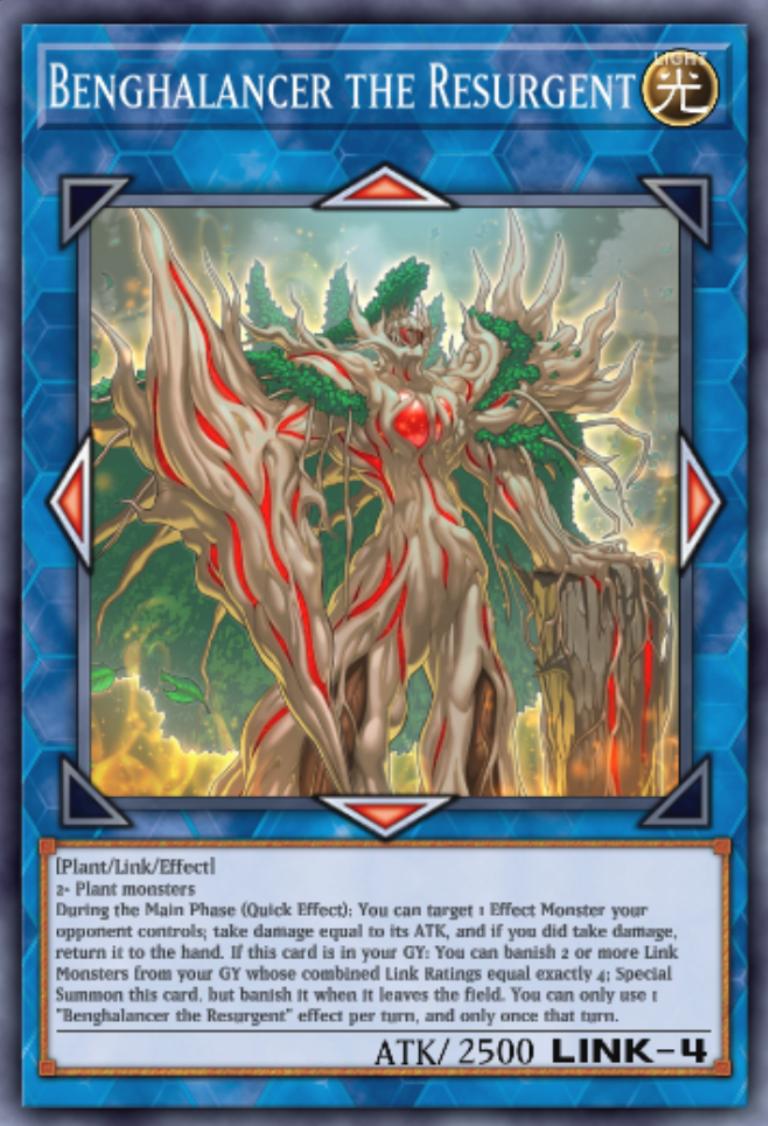 BENGHALANCER THE RESURGENT
LIGHT
光
[Plant/Link/Effect]
2+ Plant monsters
During the Main Phase (Quick Effect): You can target 1 Effect Monster your
opponent controls; take damage equal to its ATK, and if you did take damage,
return it to the hand. If this card is in your GY: You can banish 2 or more Link
Monsters from your GY whose combined Link Ratings equal exactly 4; Special
Summon this card, but banish it when it leaves the field. You can only use 1
"Benghalancer the Resurgent" effect per turn, and only once that turn.
ATK/ 2500 LINK-4